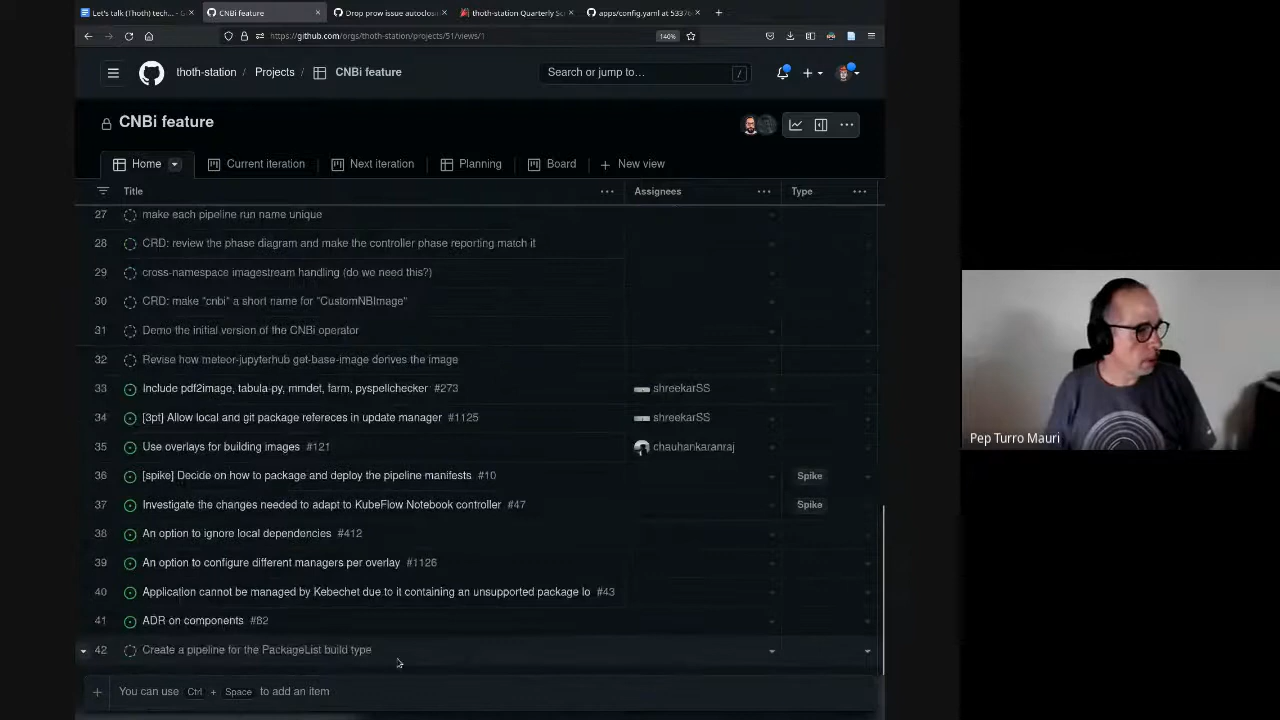 Let's talk (Thoth) tech... - G
CNBi feature
Drop prow issue autoclos
thoth-station Quarterly Sc
apps/config.yaml at 5337
https://github.com/orgs/thoth-station/projects/51/views/1
140%
thoth-station / Projects / CNBi feature
Search or jump to… /
CNBi feature
Home
Current iteration
Next iteration
Planning
Board
New view
Title Assignees Type
27 make each pipeline run name unique
28 CRD: review the phase diagram and make the controller phase reporting match it
29 cross-namespace imagestream handling (do we need this?)
30 CRD: make "cnbi" a short name for "CustomNBImage"
31 Demo the initial version of the CNBi operator
32 Revise how meteor-jupyterhub get-base-image derives the image
33 Include pdf2image, tabula-py, mmdet, farm, pyspellchecker #273 shreekarSS
34 [3pt] Allow local and git package refereces in update manager #1125 shreekarSS
35 Use overlays for building images #121 chauhankaranraj
36 [spike] Decide on how to package and deploy the pipeline manifests #10 Spike
37 Investigate the changes needed to adapt to KubeFlow Notebook controller #47 Spike
38 An option to ignore local dependencies #412
39 An option to configure different managers per overlay #1126
40 Application cannot be managed by Kebechet due to it containing an unsupported package lo #43
41 ADR on components #82
42 Create a pipeline for the PackageList build type
You can use Ctrl + Space to add an item
Pep Turro Mauri